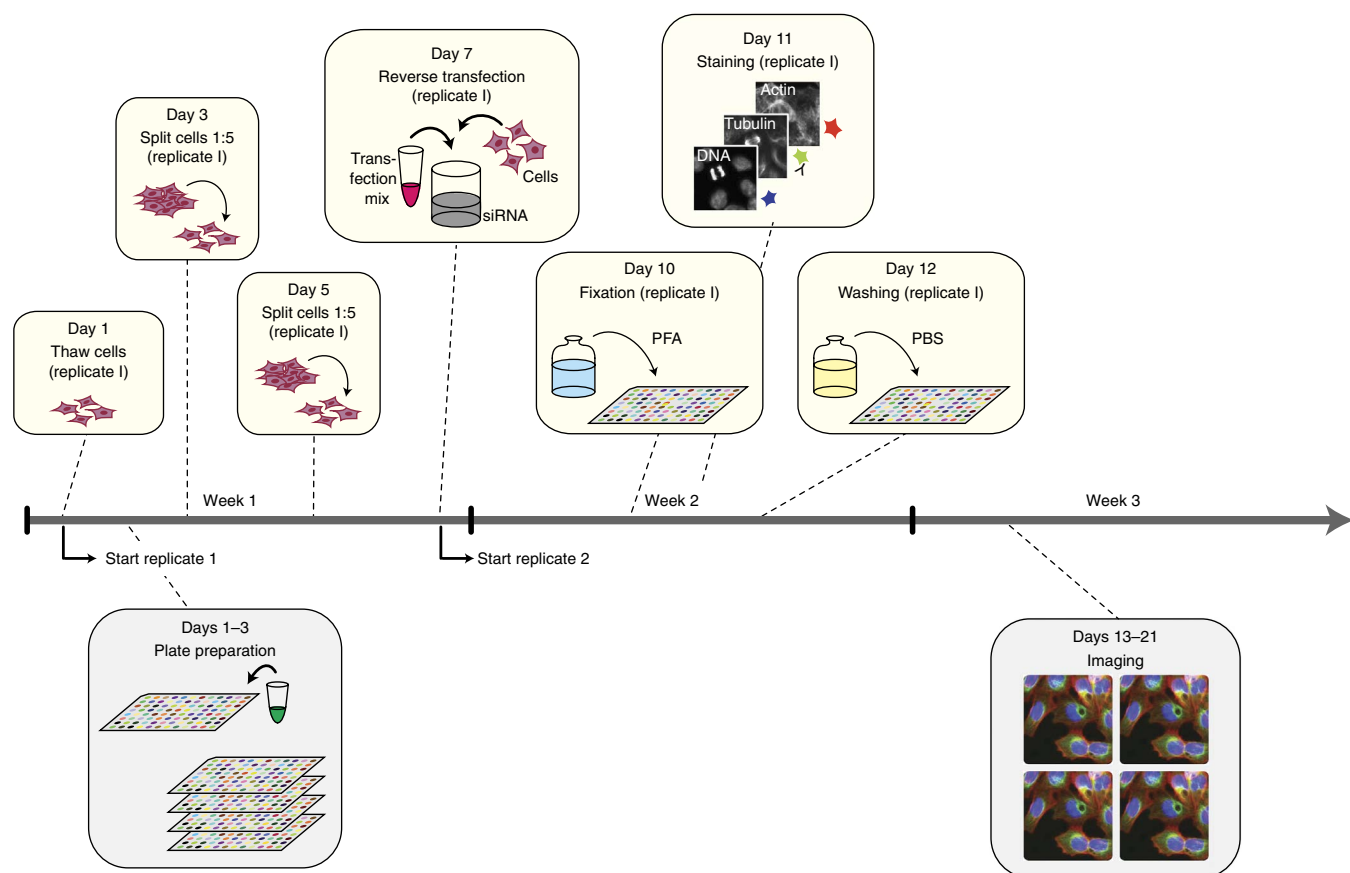 Day 1
Thaw cells
(replicate I)
Day 3
Split cells 1:5
(replicate I)
Day 5
Split cells 1:5
(replicate I)
Day 7
Reverse transfection
(replicate I)
Trans-
fection
mix
Cells
siRNA
Day 10
Fixation (replicate I)
PFA
Day 11
Staining (replicate I)
Actin
Tubulin
DNA
Day 12
Washing (replicate I)
PBS
Week 1
Week 2
Week 3
Start replicate 1
Start replicate 2
Days 1–3
Plate preparation
Days 13–21
Imaging